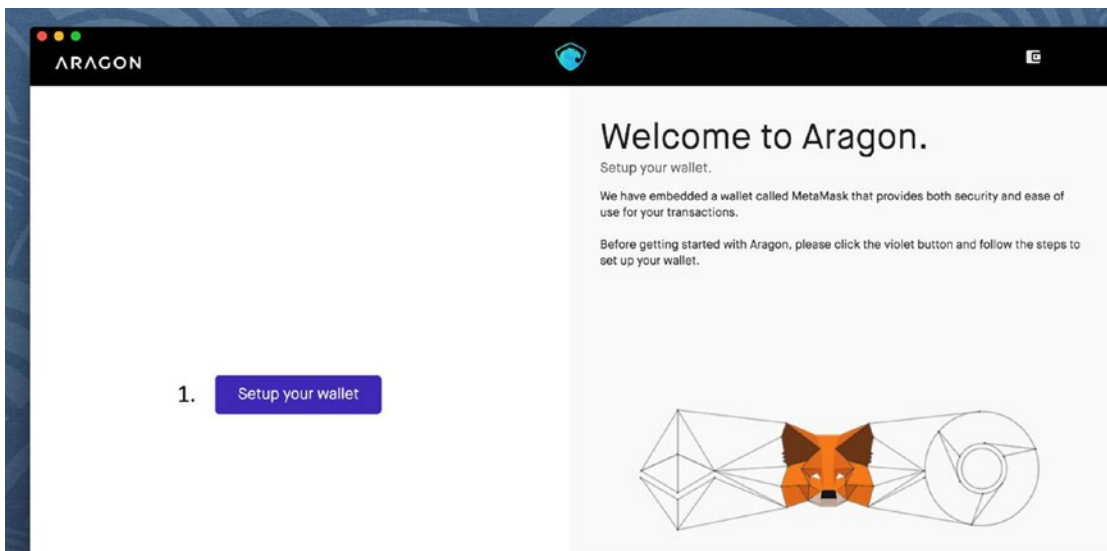 ARAGON
Welcome to Aragon.
Setup your wallet.
We have embedded a wallet called MetaMask that provides both security and ease of
use for your transactions.
Before getting started with Aragon, please click the violet button and follow the steps to
set up your wallet.
1. Setup your wallet